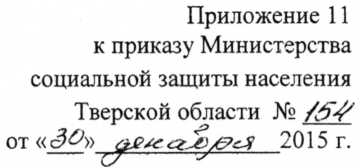 Приложение 11
к приказу Министерства
социальной защиты населения
Тверской области № 154
от «30» декабря 2015 г.